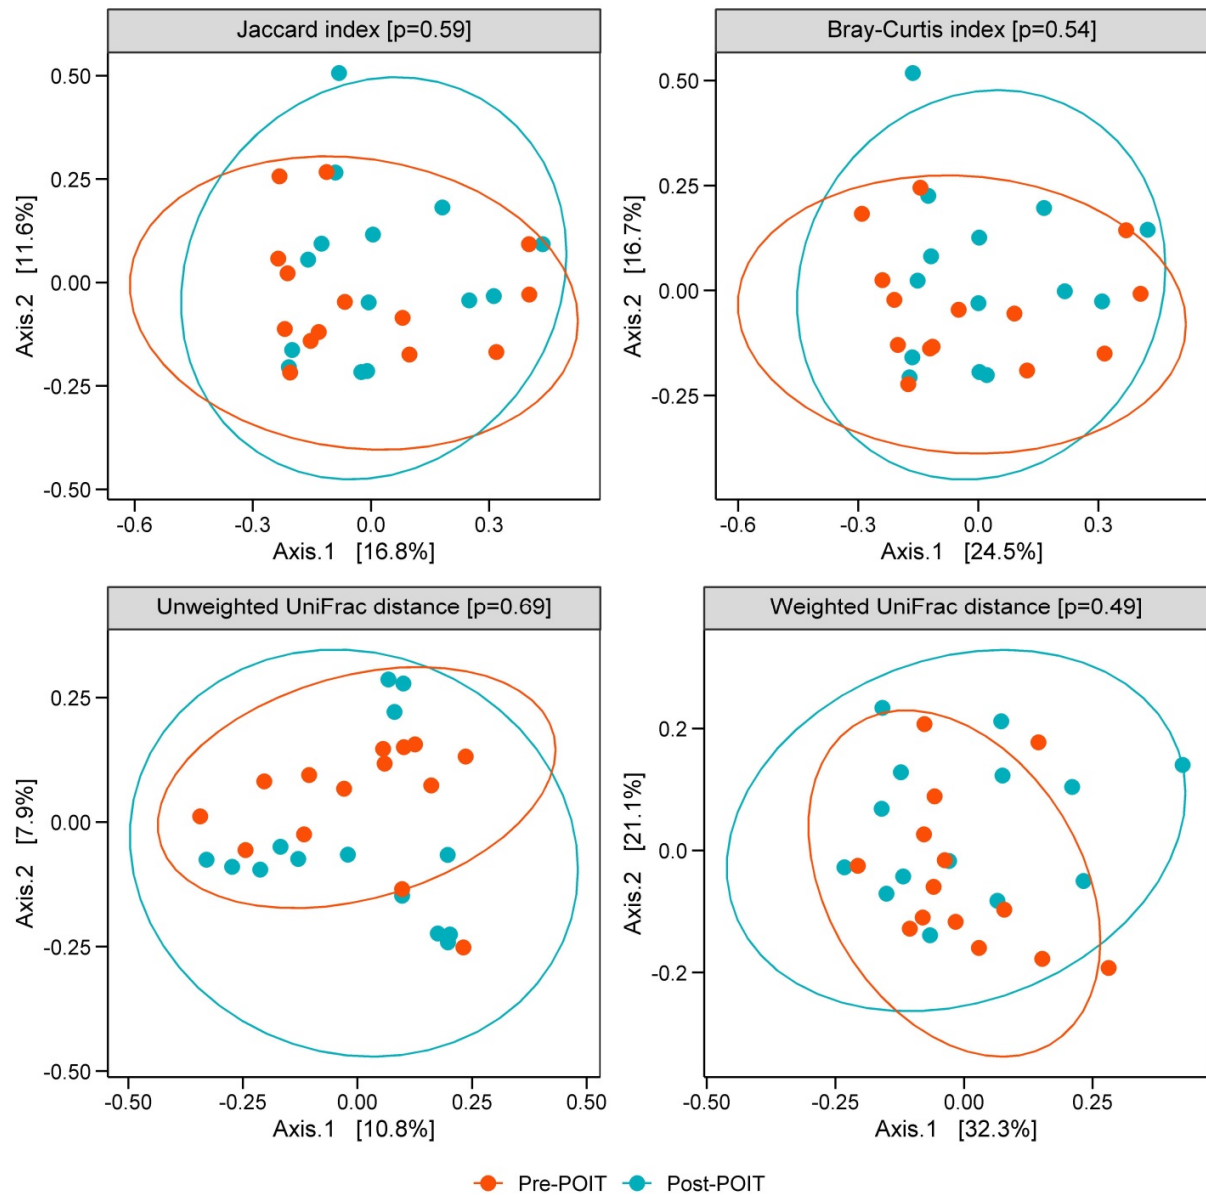 Jaccard index [p=0.59]
Axis.2 [11.6%]
0.50
0.25
0.00
-0.25
-0.50
-0.6 -0.3 0.0 0.3
Axis.1 [16.8%]
Bray-Curtis index [p=0.54]
Axis.2 [16.7%]
0.50
0.25
0.00
-0.25
-0.6 -0.3 0.0 0.3
Axis.1 [24.5%]
Unweighted UniFrac distance [p=0.69]
Axis.2 [7.9%]
0.25
0.00
-0.25
-0.50
-0.50 -0.25 0.00 0.25 0.50
Axis.1 [10.8%]
Weighted UniFrac distance [p=0.49]
Axis.2 [21.1%]
0.2
0.0
-0.2
-0.50 -0.25 0.00 0.25
Axis.1 [32.3%]
Pre-POIT Post-POIT